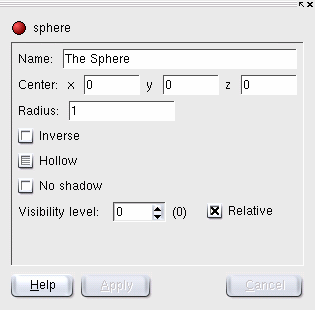 sphere
Name: The Sphere
Center: x 0 y 0 z 0
Radius: 1
Inverse
Hollow
No shadow
Visibility level: 0 (0) Relative
Help Apply Cancel